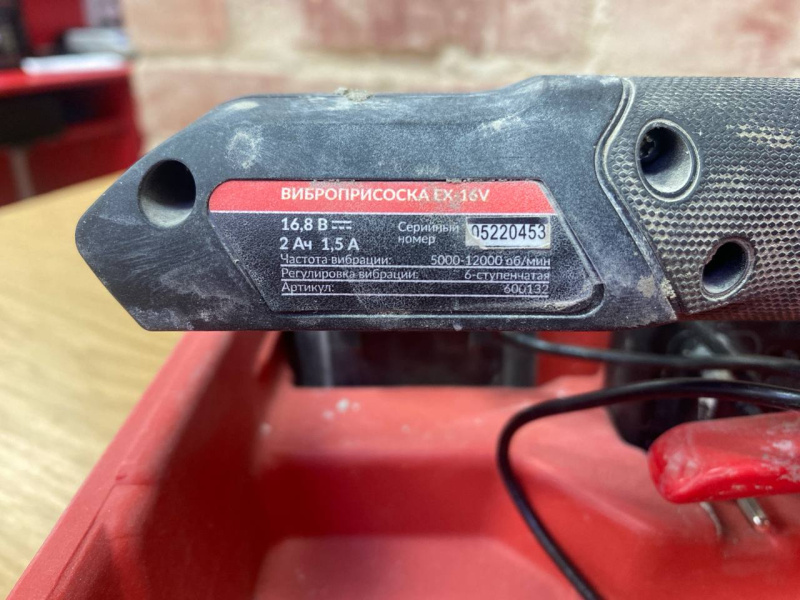 ВИБРОПРИСОСКА EX-16V
16,8 В
2 Ач 1,5 А
Серийный номер
05220453
Частота вибрации: 5000-12000 об/мин
Регулировка вибрации: 6-ступенчатая
Артикул: 600132